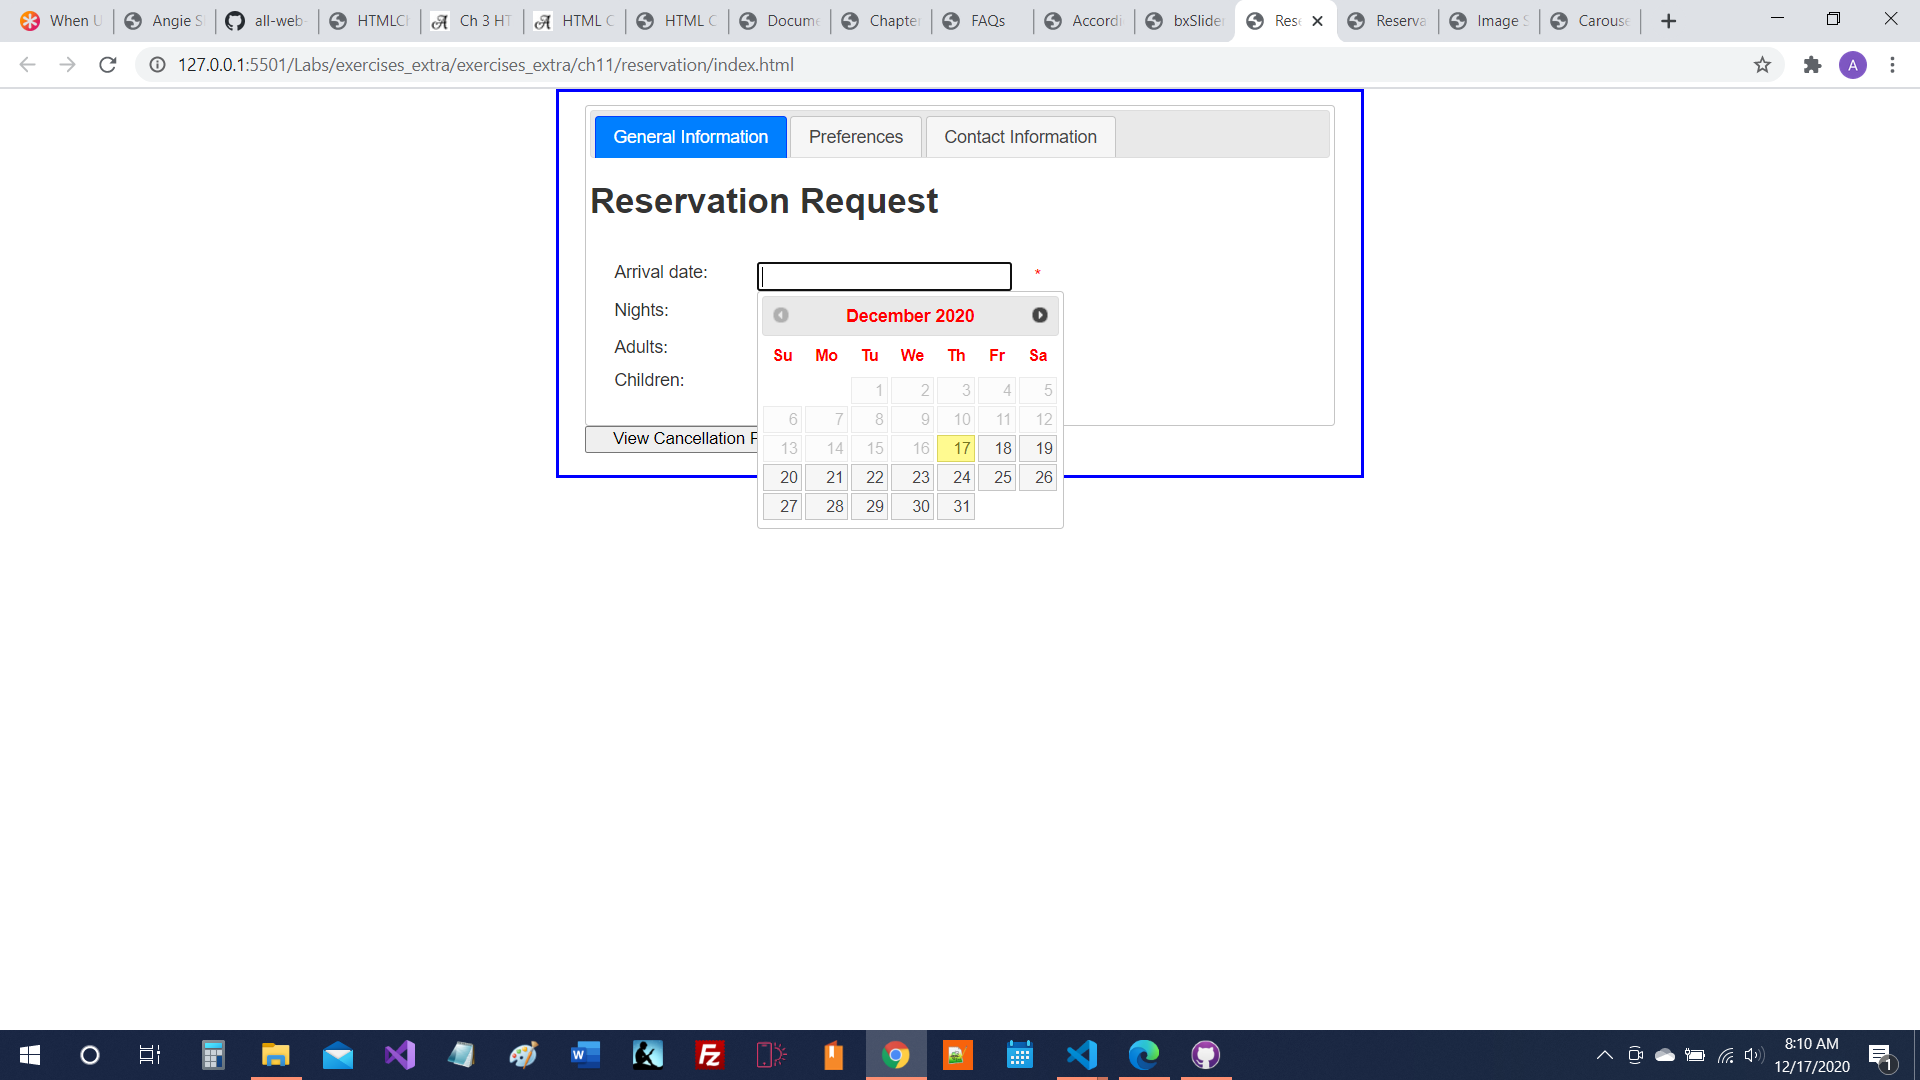 When U
Angie S
all-web-
HTMLCh
Ch 3 HT
HTML C
HTML C
Docume
Chapter
FAQs
Accordi
bxSlider
Rese
Reserva
Image S
Carouse
127.0.0.1:5501/Labs/exercises_extra/exercises_extra/ch11/reservation/index.html
A
General Information Preferences Contact Information
Reservation Request
Arrival date: *
Nights:
Adults:
Children:
View Cancellation P
December 2020
Su Mo Tu We Th Fr Sa
1 2 3 4 5
6 7 8 9 10 11 12
13 14 15 16 17 18 19
20 21 22 23 24 25 26
27 28 29 30 31
8:10 AM
12/17/2020
1